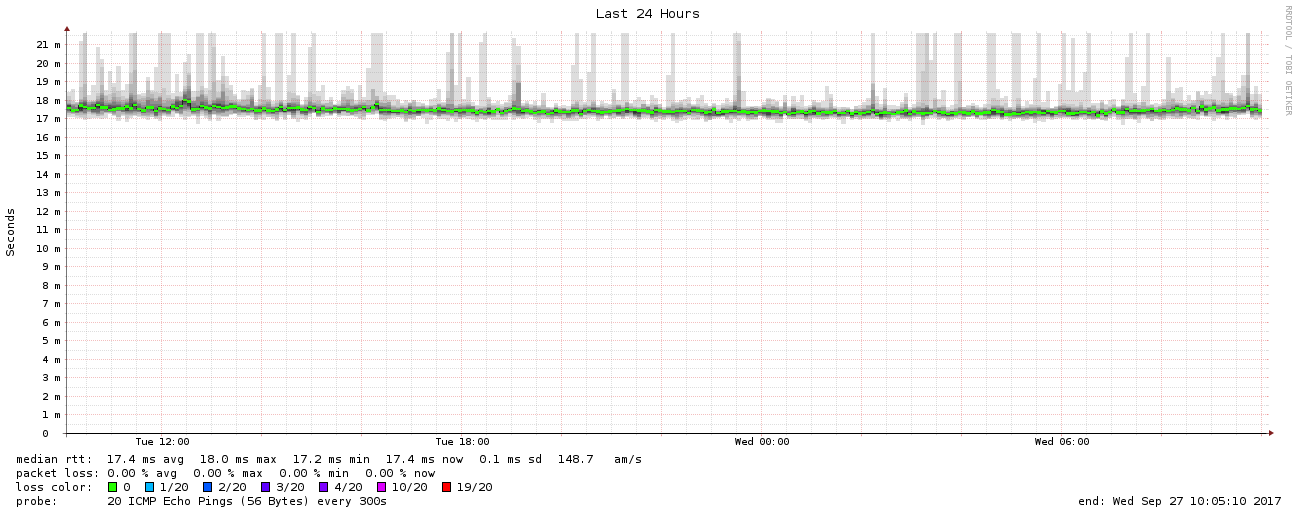 Last 24 Hours
RRDTOOL / TOBI OETIKER
Seconds
21 m
20 m
19 m
18 m
17 m
16 m
15 m
14 m
13 m
12 m
11 m
10 m
9 m
8 m
7 m
6 m
5 m
4 m
3 m
2 m
1 m
0
Tue 12:00 Tue 18:00 Wed 00:00 Wed 06:00
median rtt: 17.4 ms avg 18.0 ms max 17.2 ms min 17.4 ms now 0.1 ms sd 148.7 am/s
packet loss: 0.00 % avg 0.00 % max 0.00 % min 0.00 % now
loss color: 0 1/20 2/20 3/20 4/20 10/20 19/20
probe: 20 ICMP Echo Pings (56 Bytes) every 300s end: Wed Sep 27 10:05:10 2017